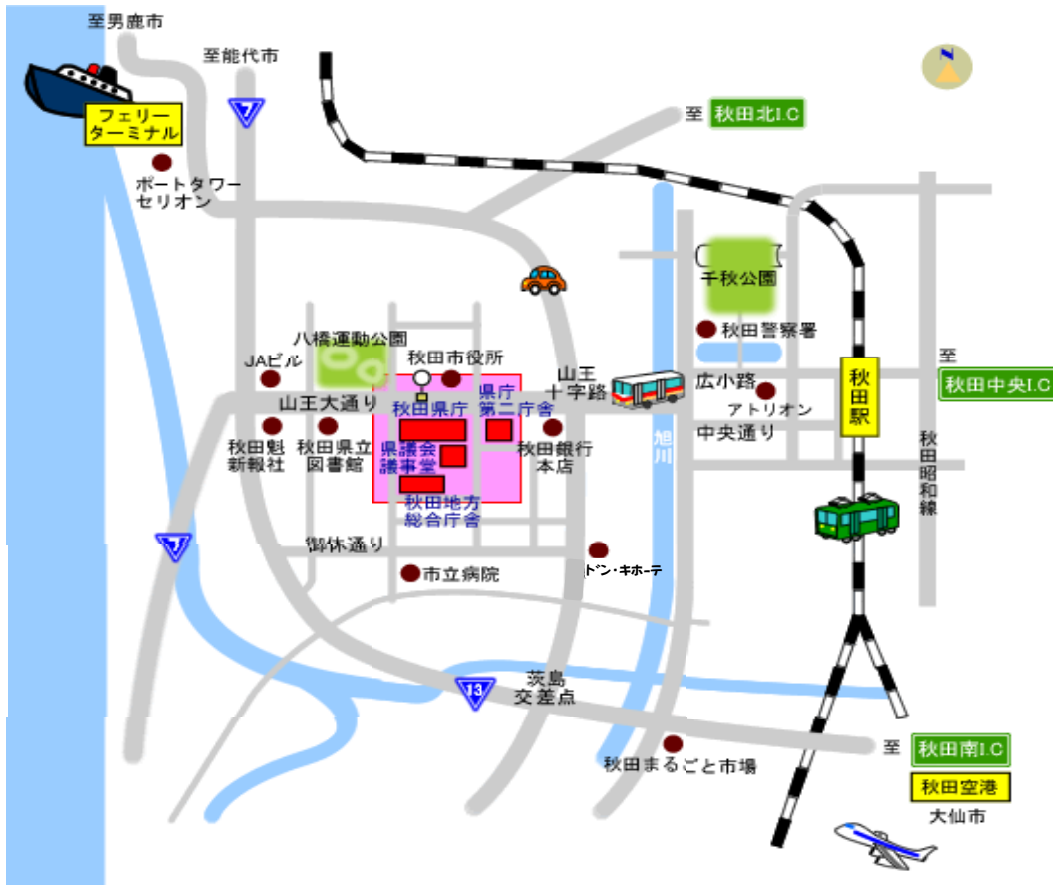 至男鹿市
至能代市
7
N
フェリー
ターミナル
至
秋田北I.C
ポートタワー
セリオン
千秋公園
秋田警察署
八橋運動公園
JAビル
秋田市役所
山王
十字路
広小路
至
秋田中央I.C
秋田駅
山王大通り
秋田県庁
県庁
第二庁舎
アトリオン
中央通り
秋田魁
新報社
秋田県立
図書館
県議会
議事堂
秋田銀行
本店
旭川
秋田昭和線
秋田地方
総合庁舎
7
御休通り
市立病院
ドン・キホーテ
13
茨島
交差点
至
秋田南I.C
秋田まるごと市場
秋田空港
大仙市